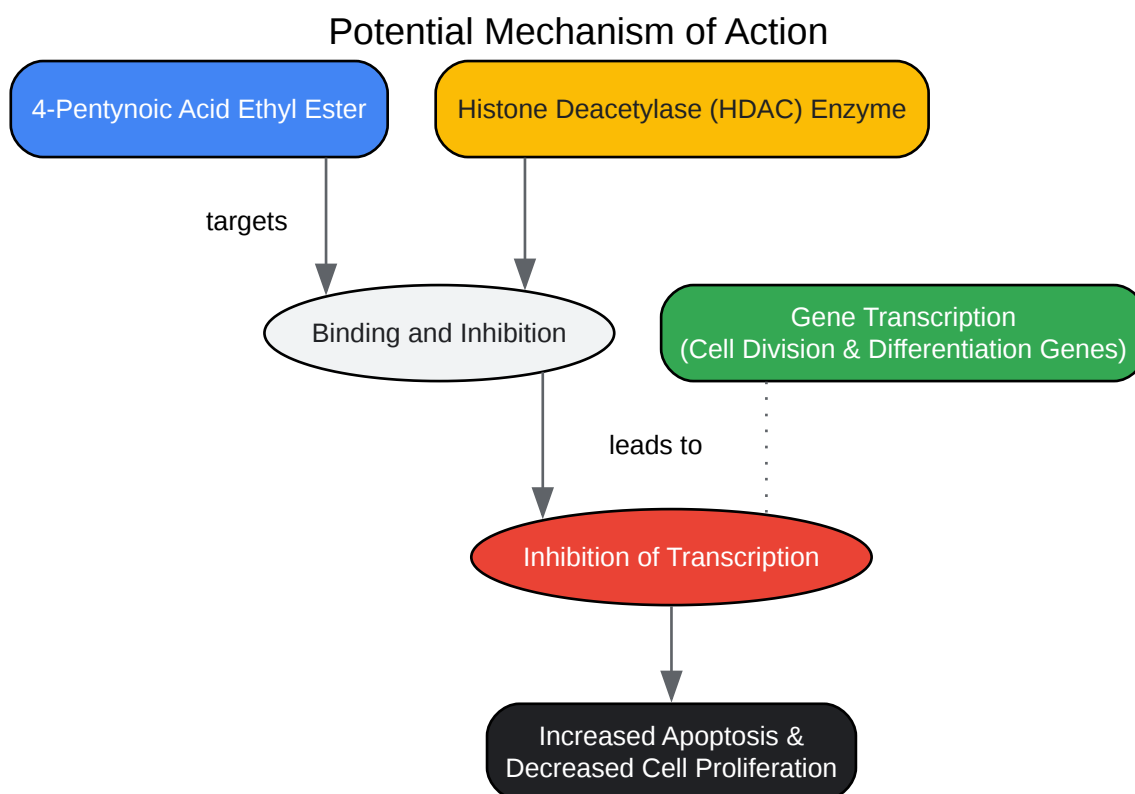 Potential Mechanism of Action
4-Pentynoic Acid Ethyl Ester
Histone Deacetylase (HDAC) Enzyme
targets
Binding and Inhibition
Gene Transcription
(Cell Division & Differentiation Genes)
leads to
Inhibition of Transcription
Increased Apoptosis &
Decreased Cell Proliferation